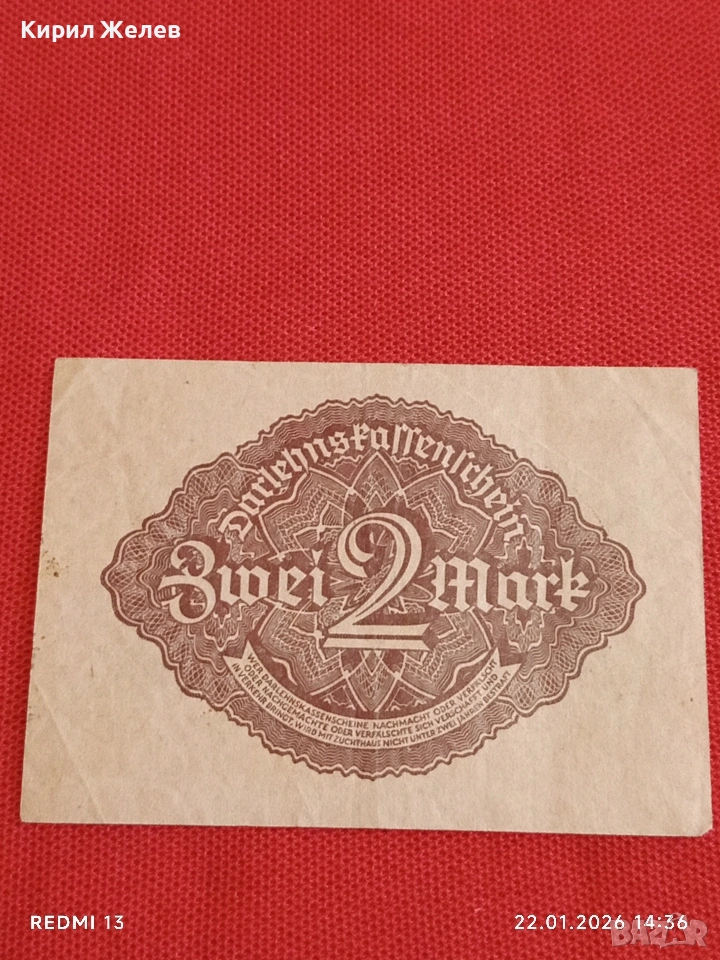 Кирил Желев
Darlehnskassenschein
Zwei 2 Mark
WER DARLEHNSKASSENSCHEINE NACHMACHT ODER VERFÄLSCHT
ODER NACHGEMACHTE ODER VERFÄLSCHTE SICH VERSCHAFFT UND
IN VERKEHR BRINGT, WIRD MIT ZUCHTHAUS NICHT UNTER ZWEI JAHREN BESTRAFT
REDMI 13
22.01.2026 14:36
BAZAR